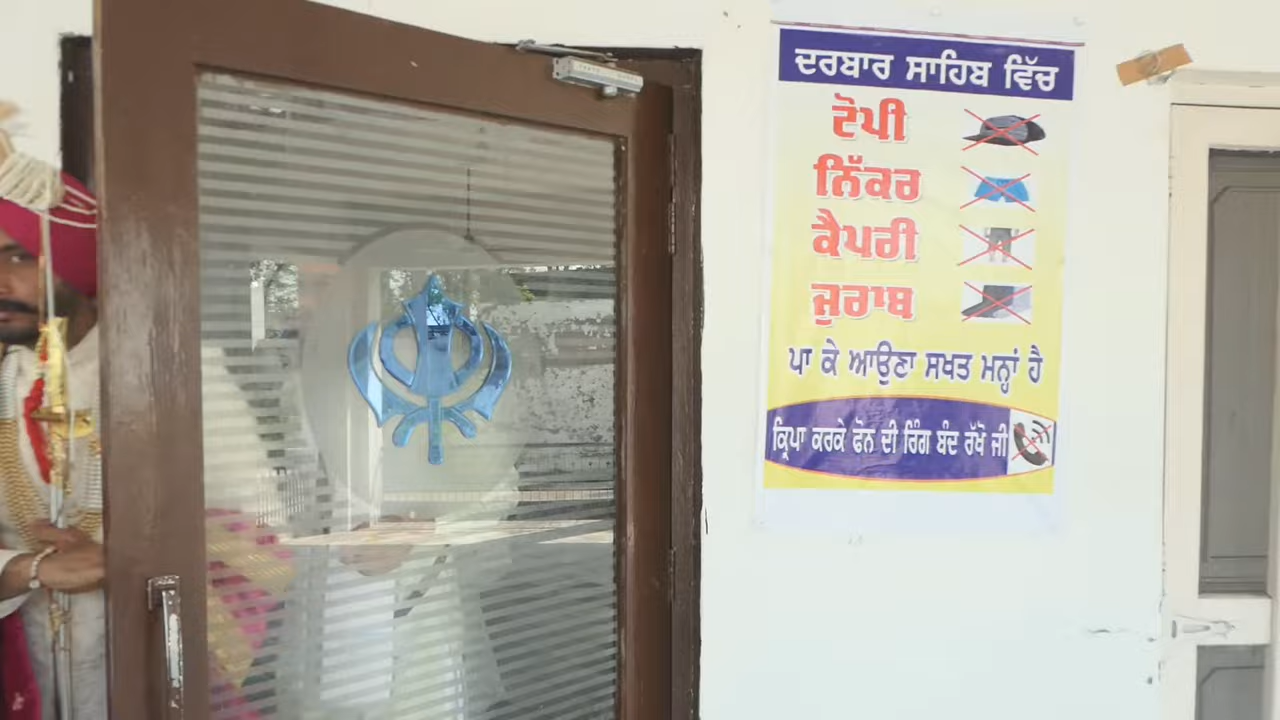 ਦਰਬਾਰ ਸਾਹਿਬ ਵਿੱਚ
ਟੋਪੀ
ਨਿੱਕਰ
ਕੈਪਰੀ
ਜੁਰਾਬ
ਪਾ ਕੇ ਆਉਣਾ ਸਖਤ ਮਨ੍ਹਾਂ ਹੈ
ਕ੍ਰਿਪਾ ਕਰਕੇ ਫੋਨ ਦੀ ਰਿੰਗ ਬੰਦ ਰੱਖੋ ਜੀ